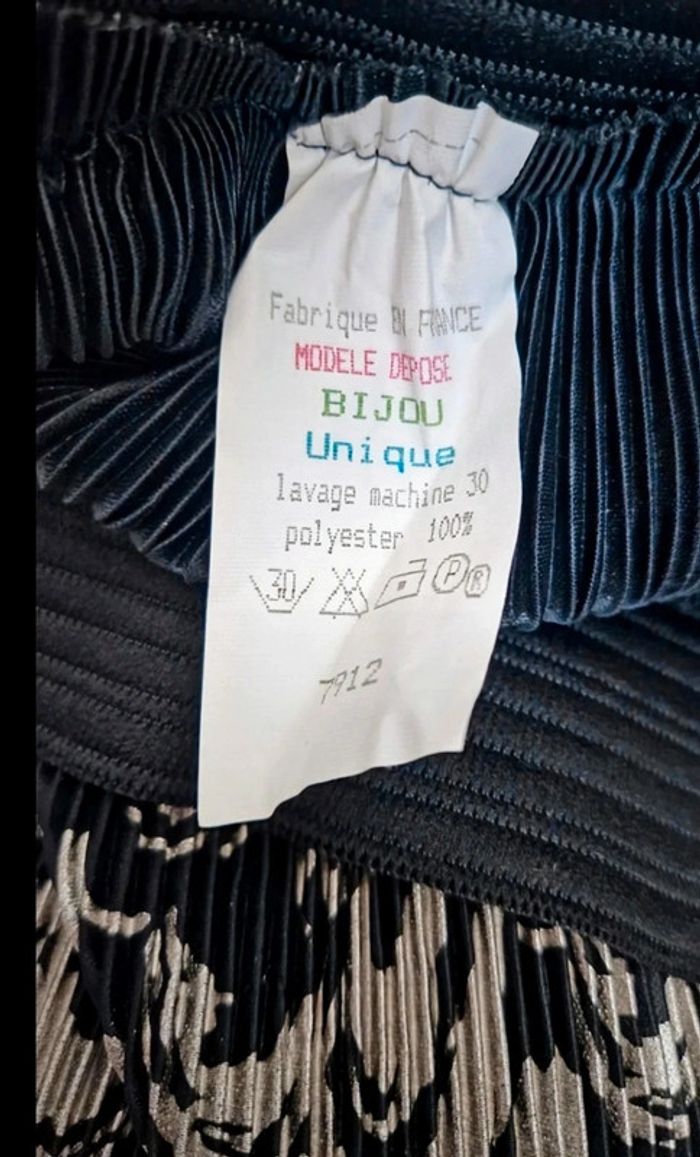 Fabrique EN FRANCE
MODELE DEPOSE
BIJOU
Unique
lavage machine 30
polyester 100%
30 P R
7912